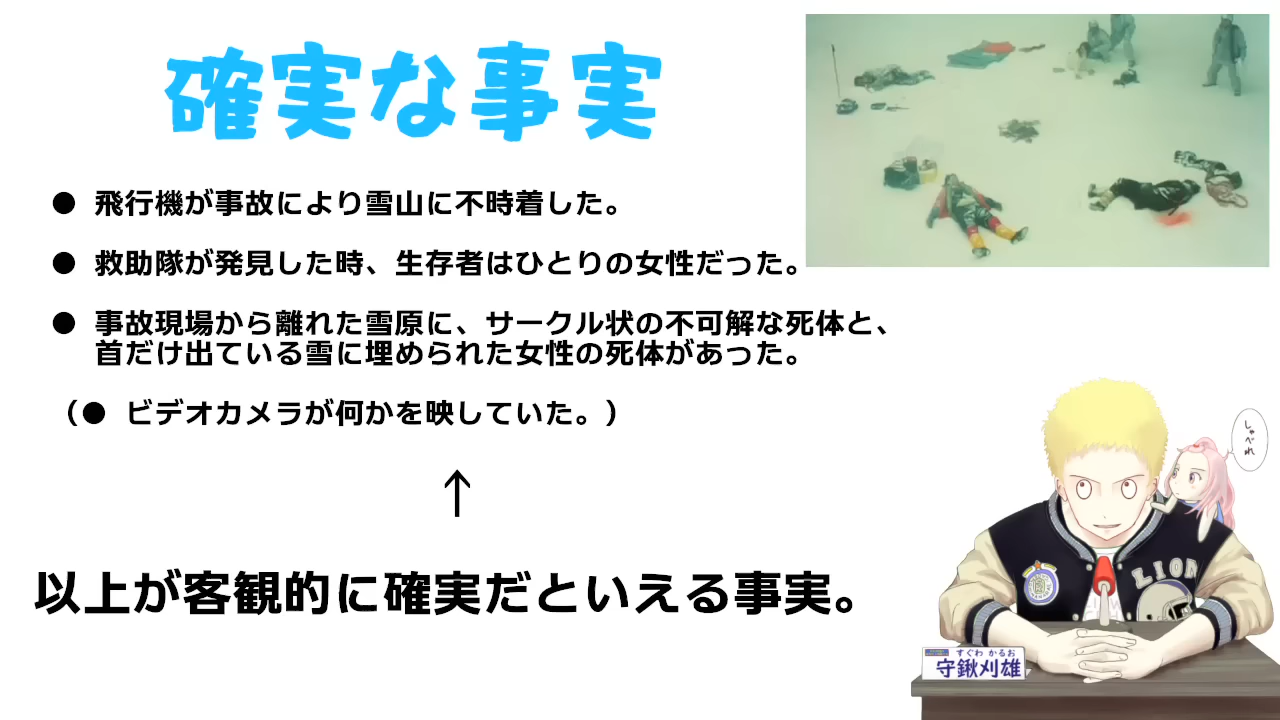 確実な事実
● 飛行機が事故により雪山に不時着した。
● 救助隊が発見した時、生存者はひとりの女性だった。
● 事故現場から離れた雪原に、サークル状の不可解な死体と、
首だけ出ている雪に埋められた女性の死体があった。
（● ビデオカメラが何かを映していた。）
↑
以上が客観的に確実だといえる事実。
しゃべれ
LION
すぐわ かるお
守鍬刈雄